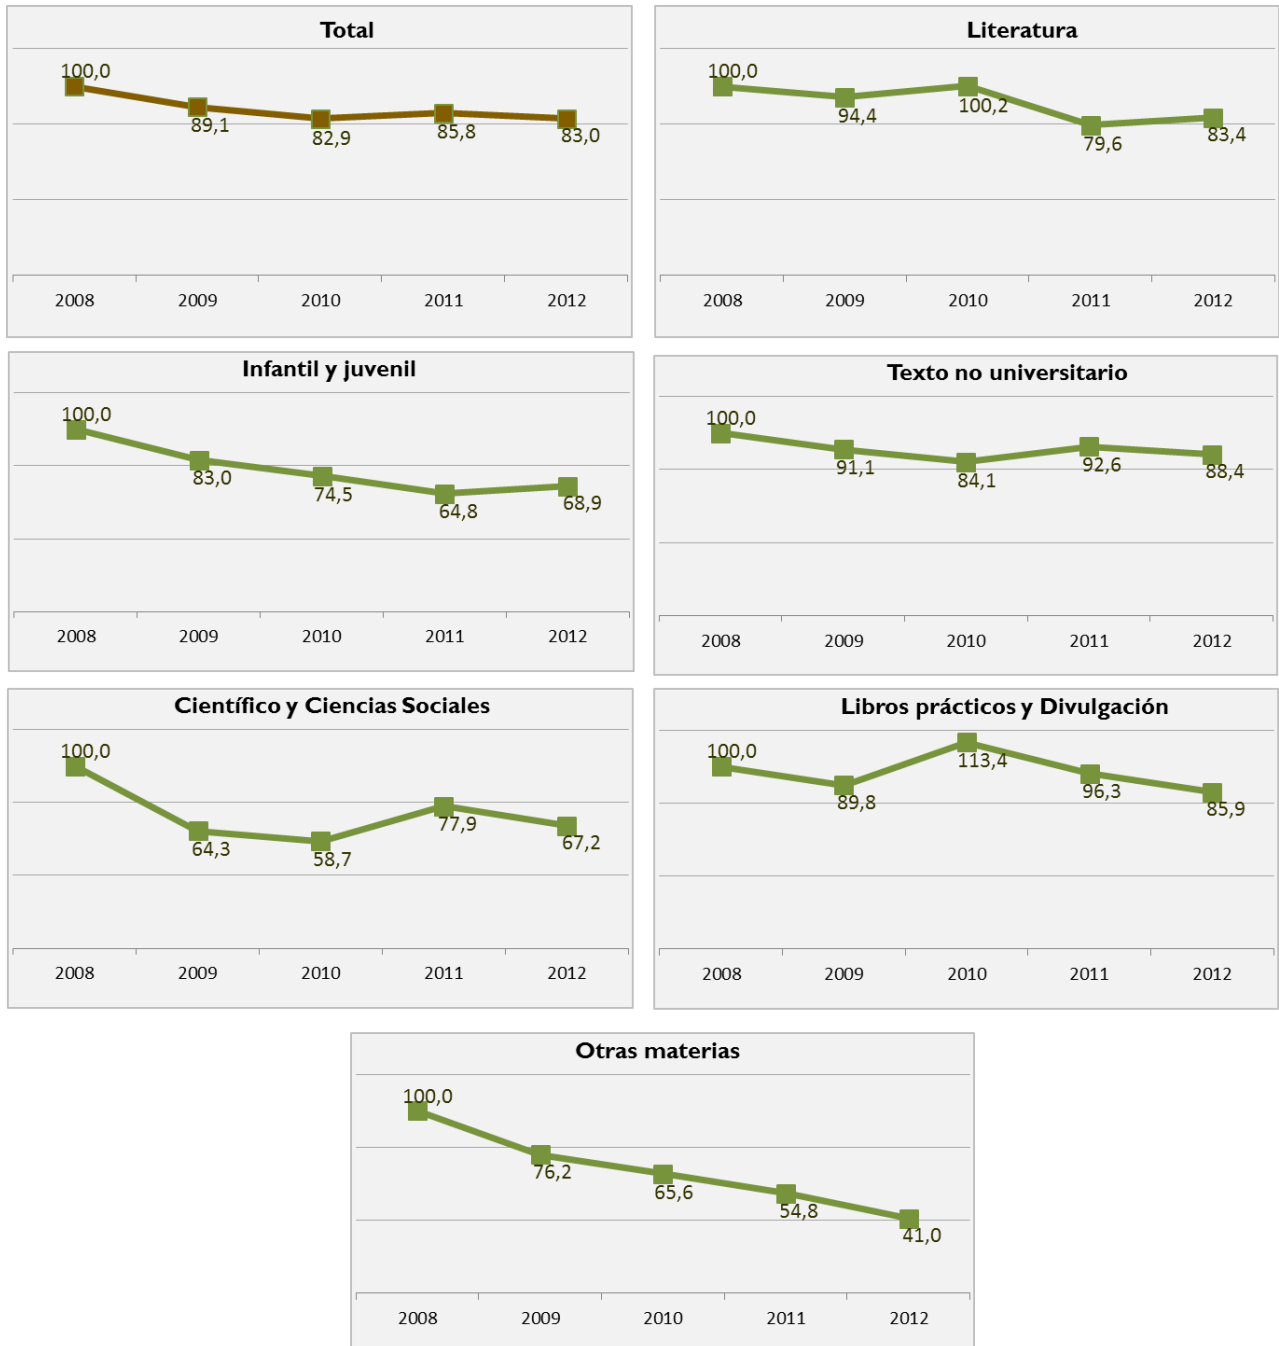 Total
100,0
89,1
82,9
85,8
83,0
2008 2009 2010 2011 2012
Literatura
100,0
94,4
100,2
79,6
83,4
2008 2009 2010 2011 2012
Infantil y juvenil
100,0
83,0
74,5
64,8
68,9
2008 2009 2010 2011 2012
Texto no universitario
100,0
91,1
84,1
92,6
88,4
2008 2009 2010 2011 2012
Científico y Ciencias Sociales
100,0
64,3
58,7
77,9
67,2
2008 2009 2010 2011 2012
Libros prácticos y Divulgación
100,0
89,8
113,4
96,3
85,9
2008 2009 2010 2011 2012
Otras materias
100,0
76,2
65,6
54,8
41,0
2008 2009 2010 2011 2012